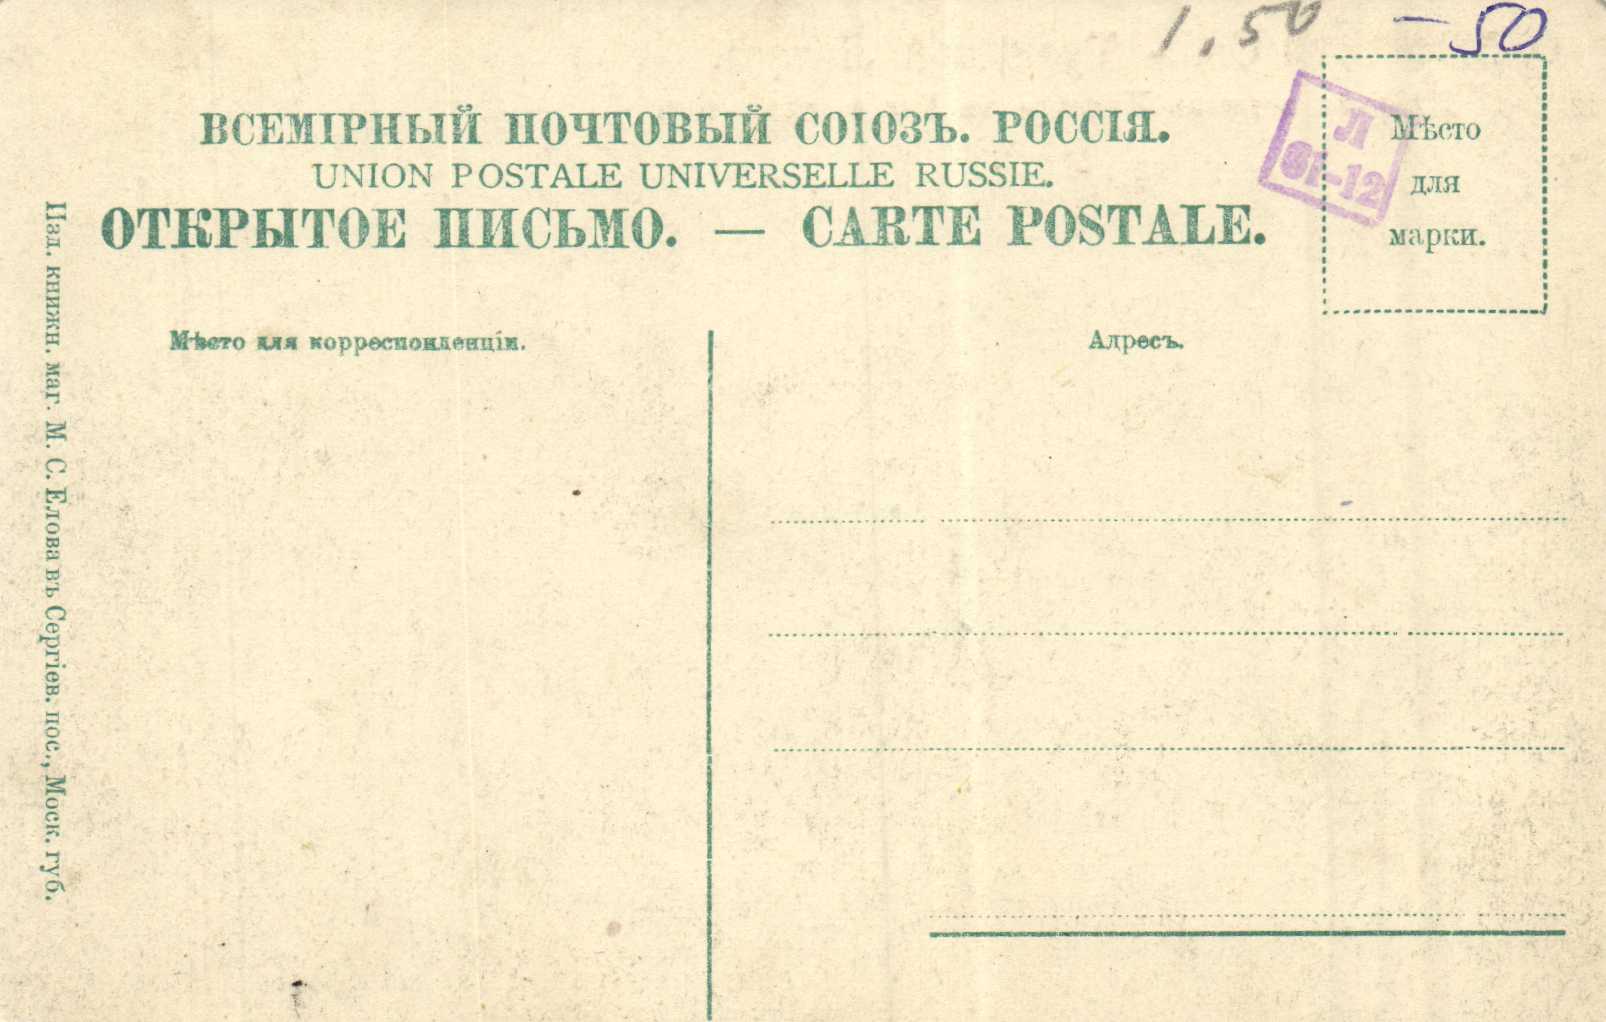 1.50 -50
ВСЕМІРНЫЙ ПОЧТОВЫЙ СОЮЗЪ. РОССІЯ.
UNION POSTALE UNIVERSELLE RUSSIE.
ОТКРЫТОЕ ПИСЬМО. — CARTE POSTALE.
Л
-12
Мѣсто
для
марки.
Мѣсто для корреспонденціи.
Адресъ.
Изд. книжн. маг. М. С. Елова въ Сергіев. пос., Моск. губ.